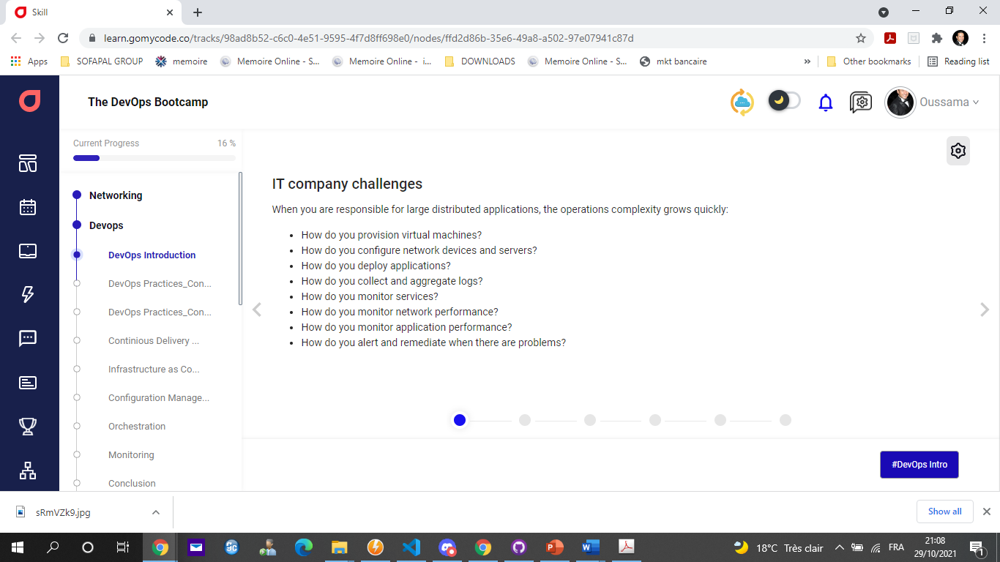 Skill
learn.gomycode.co/tracks/98ad8b52-c6c0-4e51-9595-4f7d8ff698e0/nodes/ffd2d86b-35e6-49a8-a502-97e07941c87d
Apps
SOFAPAL GROUP
memoire
Memoire Online - S...
Memoire Online - i...
DOWNLOADS
Memoire Online - S...
mkt bancaire
»
Other bookmarks
Reading list
The DevOps Bootcamp
Oussama
Current Progress 16 %
Networking
Devops
DevOps Introduction
DevOps Practices_Con...
DevOps Practices_Con...
Continious Delivery ...
Infrastructure as Co...
Configuration Manage...
Orchestration
Monitoring
Conclusion
IT company challenges
When you are responsible for large distributed applications, the operations complexity grows quickly:
• How do you provision virtual machines?
• How do you configure network devices and servers?
• How do you deploy applications?
• How do you collect and aggregate logs?
• How do you monitor services?
• How do you monitor network performance?
• How do you monitor application performance?
• How do you alert and remediate when there are problems?
#DevOps Intro
sRmVZk9.jpg
Show all
18°C Très clair
FRA
21:08
29/10/2021
1